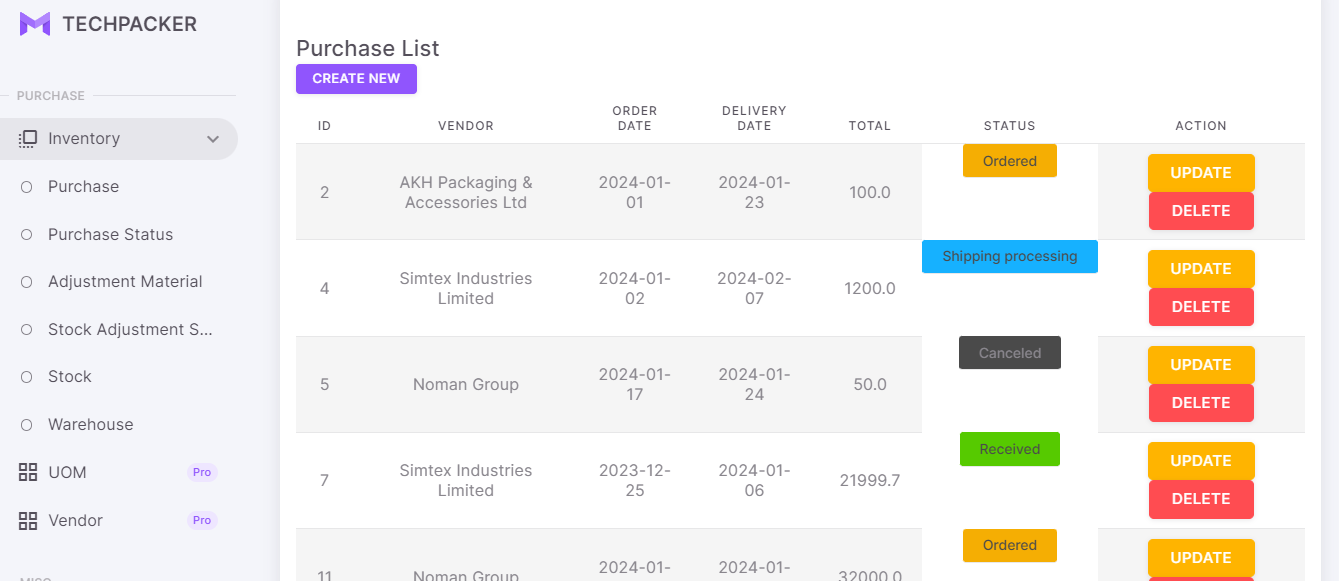 TECHPACKER
PURCHASE
Inventory
Purchase
Purchase Status
Adjustment Material
Stock Adjustment S...
Stock
Warehouse
UOM Pro
Vendor Pro
Purchase List
CREATE NEW
ID VENDOR ORDER DATE DELIVERY DATE TOTAL STATUS ACTION
2 AKH Packaging & Accessories Ltd 2024-01-01 2024-01-23 100.0 Ordered UPDATE DELETE
4 Simtex Industries Limited 2024-01-02 2024-02-07 1200.0 Shipping processing UPDATE DELETE
5 Noman Group 2024-01-17 2024-01-24 50.0 Canceled UPDATE DELETE
7 Simtex Industries Limited 2023-12-25 2024-01-06 21999.7 Received UPDATE DELETE
11 Noman Group 2024-01- 2024-01- 32000.0 Ordered UPDATE